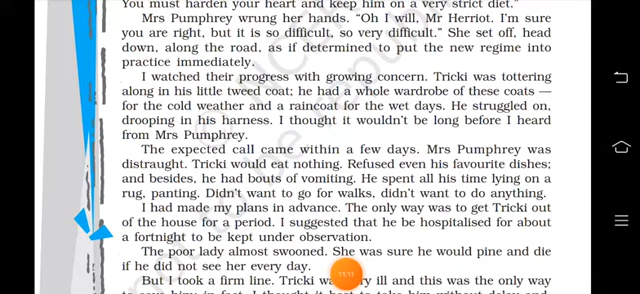 You must harden your heart and keep him on a very strict diet."
Mrs Pumphrey wrung her hands. "Oh I will, Mr Herriot. I'm sure
you are right, but it is so difficult, so very difficult." She set off, head
down, along the road, as if determined to put the new regime into
practice immediately.
I watched their progress with growing concern. Tricki was tottering
along in his little tweed coat; he had a whole wardrobe of these coats —
for the cold weather and a raincoat for the wet days. He struggled on,
drooping in his harness. I thought it wouldn't be long before I heard
from Mrs Pumphrey.
The expected call came within a few days. Mrs Pumphrey was
distraught. Tricki would eat nothing. Refused even his favourite dishes;
and besides, he had bouts of vomiting. He spent all his time lying on a
rug, panting. Didn't want to go for walks, didn't want to do anything.
I had made my plans in advance. The only way was to get Tricki out
of the house for a period. I suggested that he be hospitalised for about
a fortnight to be kept under observation.
The poor lady almost swooned. She was sure he would pine and die
if he did not see her every day.
But I took a firm line. Tricki was very ill and this was the only way
11:11